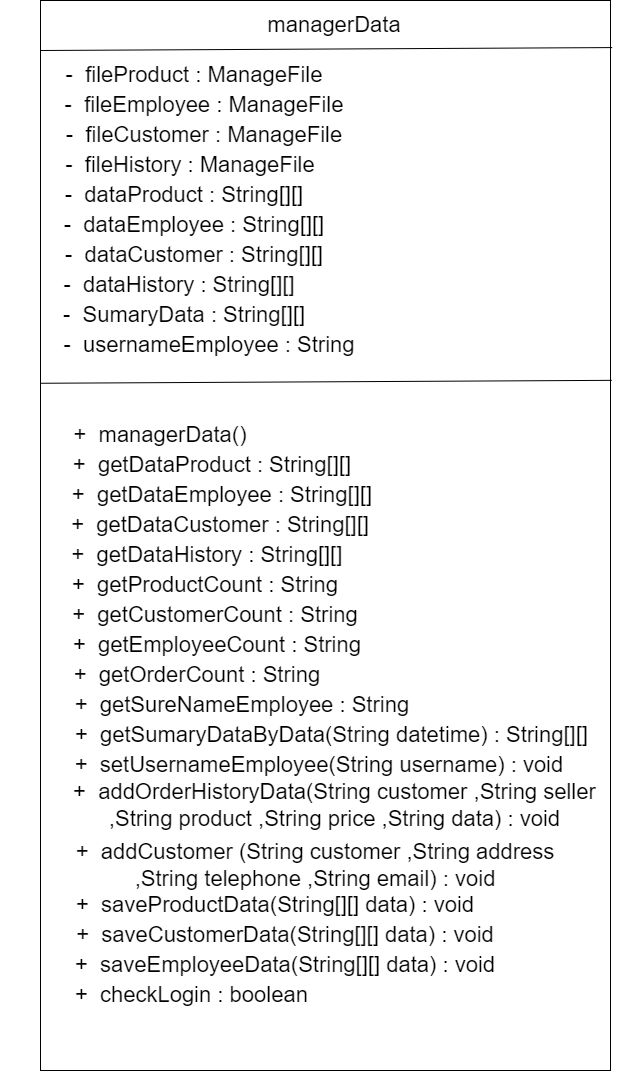 managerData
- fileProduct : ManageFile
- fileEmployee : ManageFile
- fileCustomer : ManageFile
- fileHistory : ManageFile
- dataProduct : String[][]
- dataEmployee : String[][]
- dataCustomer : String[][]
- dataHistory : String[][]
- SumaryData : String[][]
- usernameEmployee : String
+ managerData()
+ getDataProduct : String[][]
+ getDataEmployee : String[][]
+ getDataCustomer : String[][]
+ getDataHistory : String[][]
+ getProductCount : String
+ getCustomerCount : String
+ getEmployeeCount : String
+ getOrderCount : String
+ getSureNameEmployee : String
+ getSumaryDataByData(String datetime) : String[][]
+ setUsernameEmployee(String username) : void
+ addOrderHistoryData(String customer ,String seller
,String product ,String price ,String data) : void
+ addCustomer (String customer ,String address
,String telephone ,String email) : void
+ saveProductData(String[][] data) : void
+ saveCustomerData(String[][] data) : void
+ saveEmployeeData(String[][] data) : void
+ checkLogin : boolean